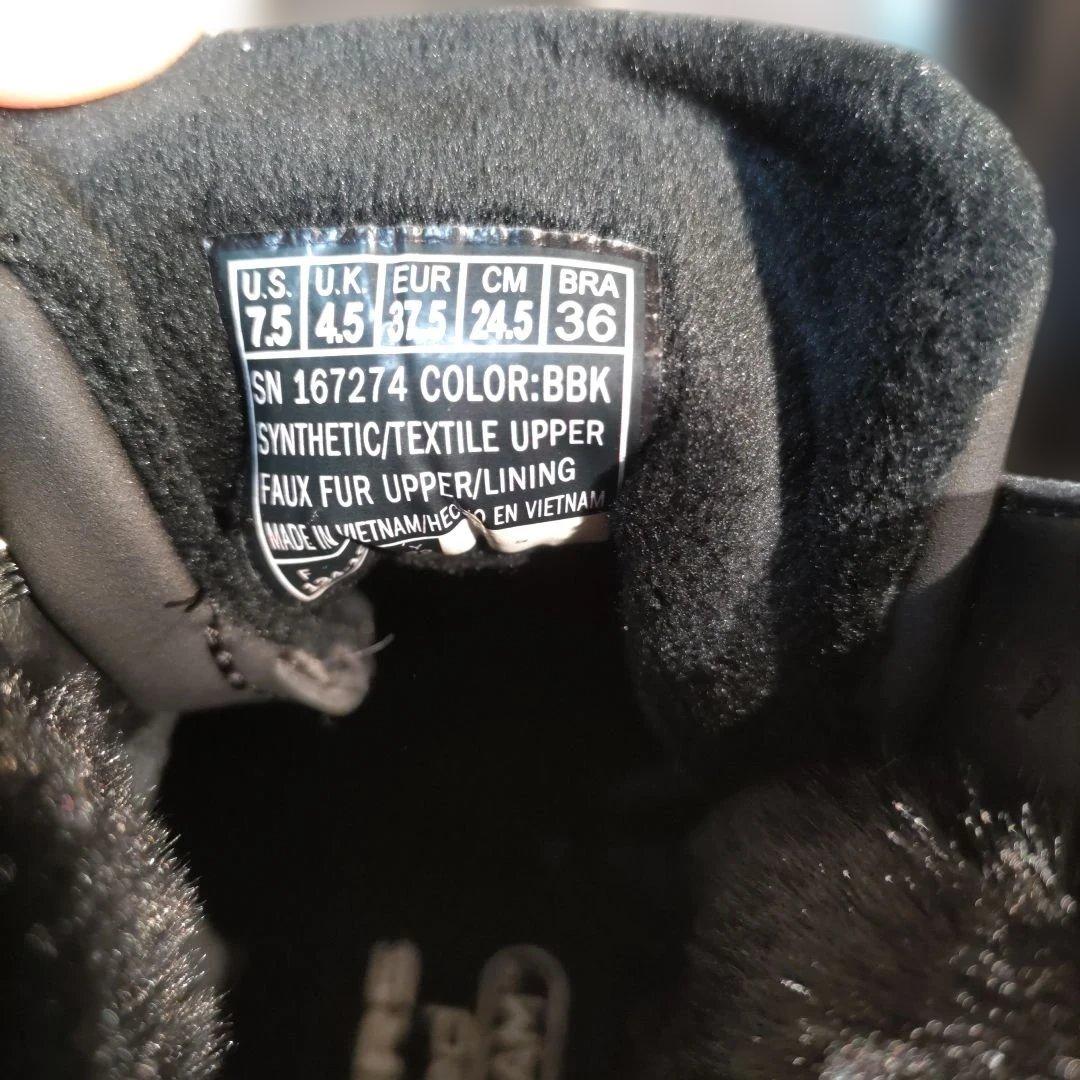 U.S. U.K. EUR CM BRA
7.5 4.5 37.5 24.5 36
SN 167274 COLOR:BBK
SYNTHETIC/TEXTILE UPPER
FAUX FUR UPPER/LINING
MADE IN VIETNAM/HECHO EN VIETNAM